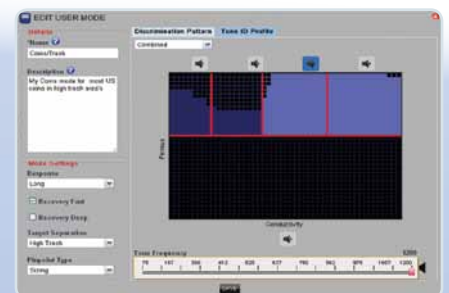 EDIT USER MODE
Details
*Name
Coins/Trash
Description
My Coins mode for most US
coins in high trash area's
Mode Settings
Response
Long
Recovery Fast
Recovery Deep
Target Separation
High Trash
Pinpoint Type
Sizing
Discrimination Pattern Tone ID Profile
Combined
Ferrous
Conductivity
Tone Frequency
1200